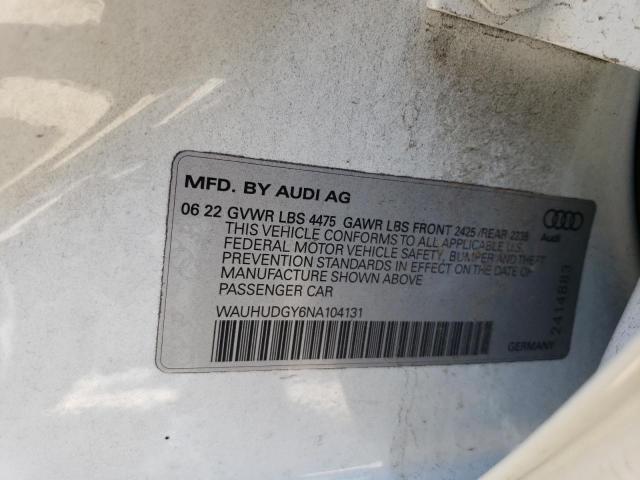 MFD. BY AUDI AG
06 22 GVWR LBS 4475 GAWR LBS FRONT 2425 /REAR 2238
THIS VEHICLE CONFORMS TO ALL APPLICABLE U.S.
FEDERAL MOTOR VEHICLE SAFETY, BUMPER AND THEFT
PREVENTION STANDARDS IN EFFECT ON THE DATE OF
MANUFACTURE SHOWN ABOVE
PASSENGER CAR
WAUHUDGY6NA104131
Audi
2414883
GERMANY